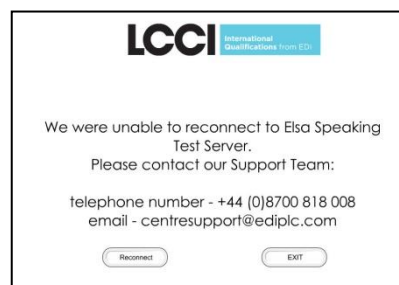 LCCI
International
Qualifications from EDI
We were unable to reconnect to Elsa Speaking
Test Server.
Please contact our Support Team:
telephone number - +44 (0)8700 818 008
email - centresupport@ediplc.com
Reconnect
EXIT